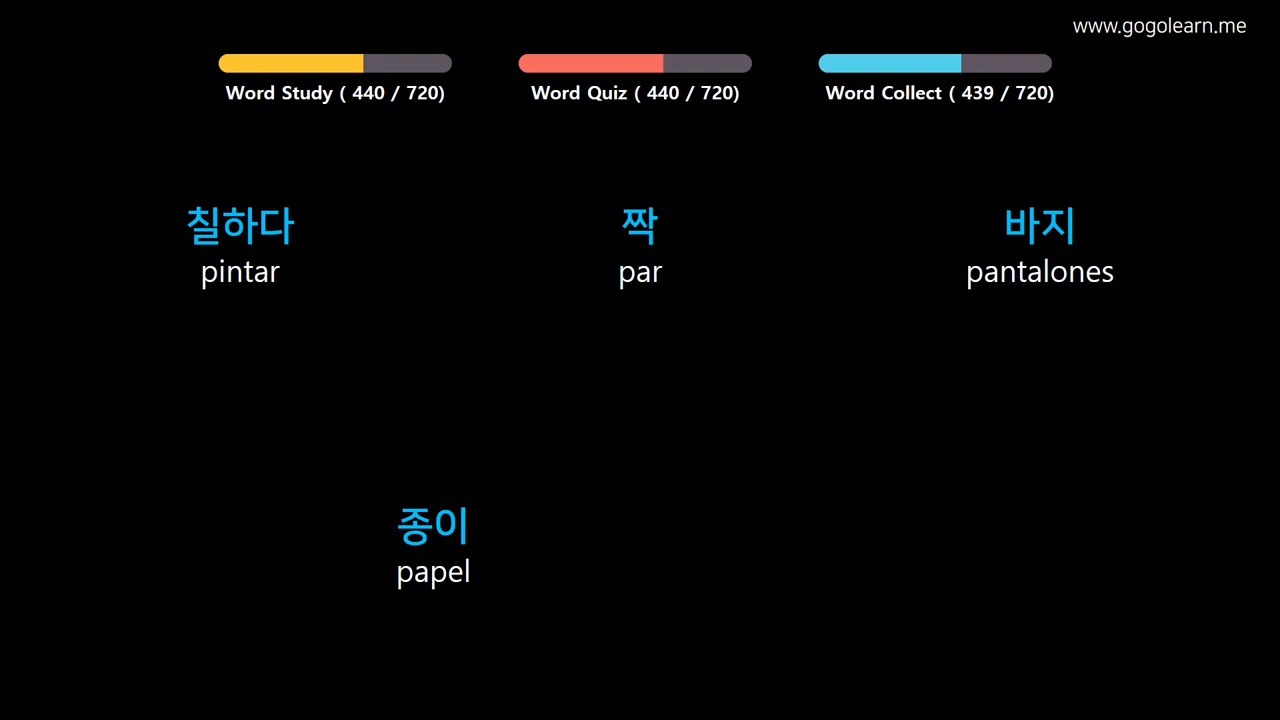 www.gogolearn.me
Word Study ( 440 / 720)
Word Quiz ( 440 / 720)
Word Collect ( 439 / 720)
칠하다
pintar
짝
par
바지
pantalones
종이
papel